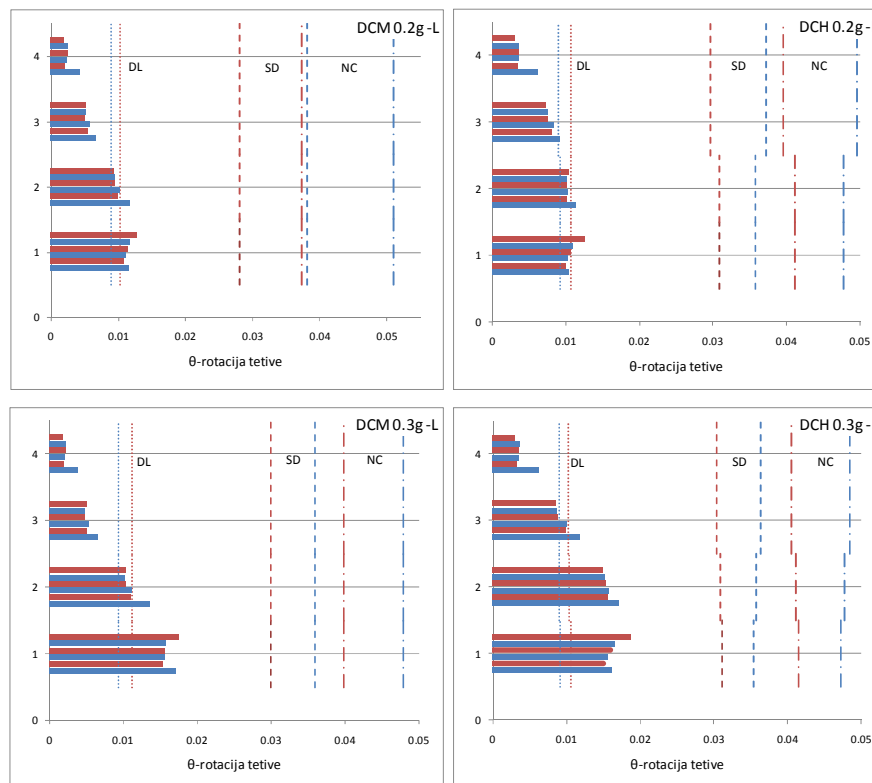 DCM 0.2g -L
4
3
2
1
0
DL
SD
NC
0 0.01 0.02 0.03 0.04 0.05
θ-rotacija tetive
DCH 0.2g -
4
3
2
1
0
DL
SD
NC
0 0.01 0.02 0.03 0.04 0.05
θ-rotacija tetive
DCM 0.3g -L
4
3
2
1
0
DL
SD
NC
0 0.01 0.02 0.03 0.04 0.05
θ-rotacija tetive
DCH 0.3g -
4
3
2
1
0
DL
SD
NC
0 0.01 0.02 0.03 0.04 0.05
θ-rotacija tetive